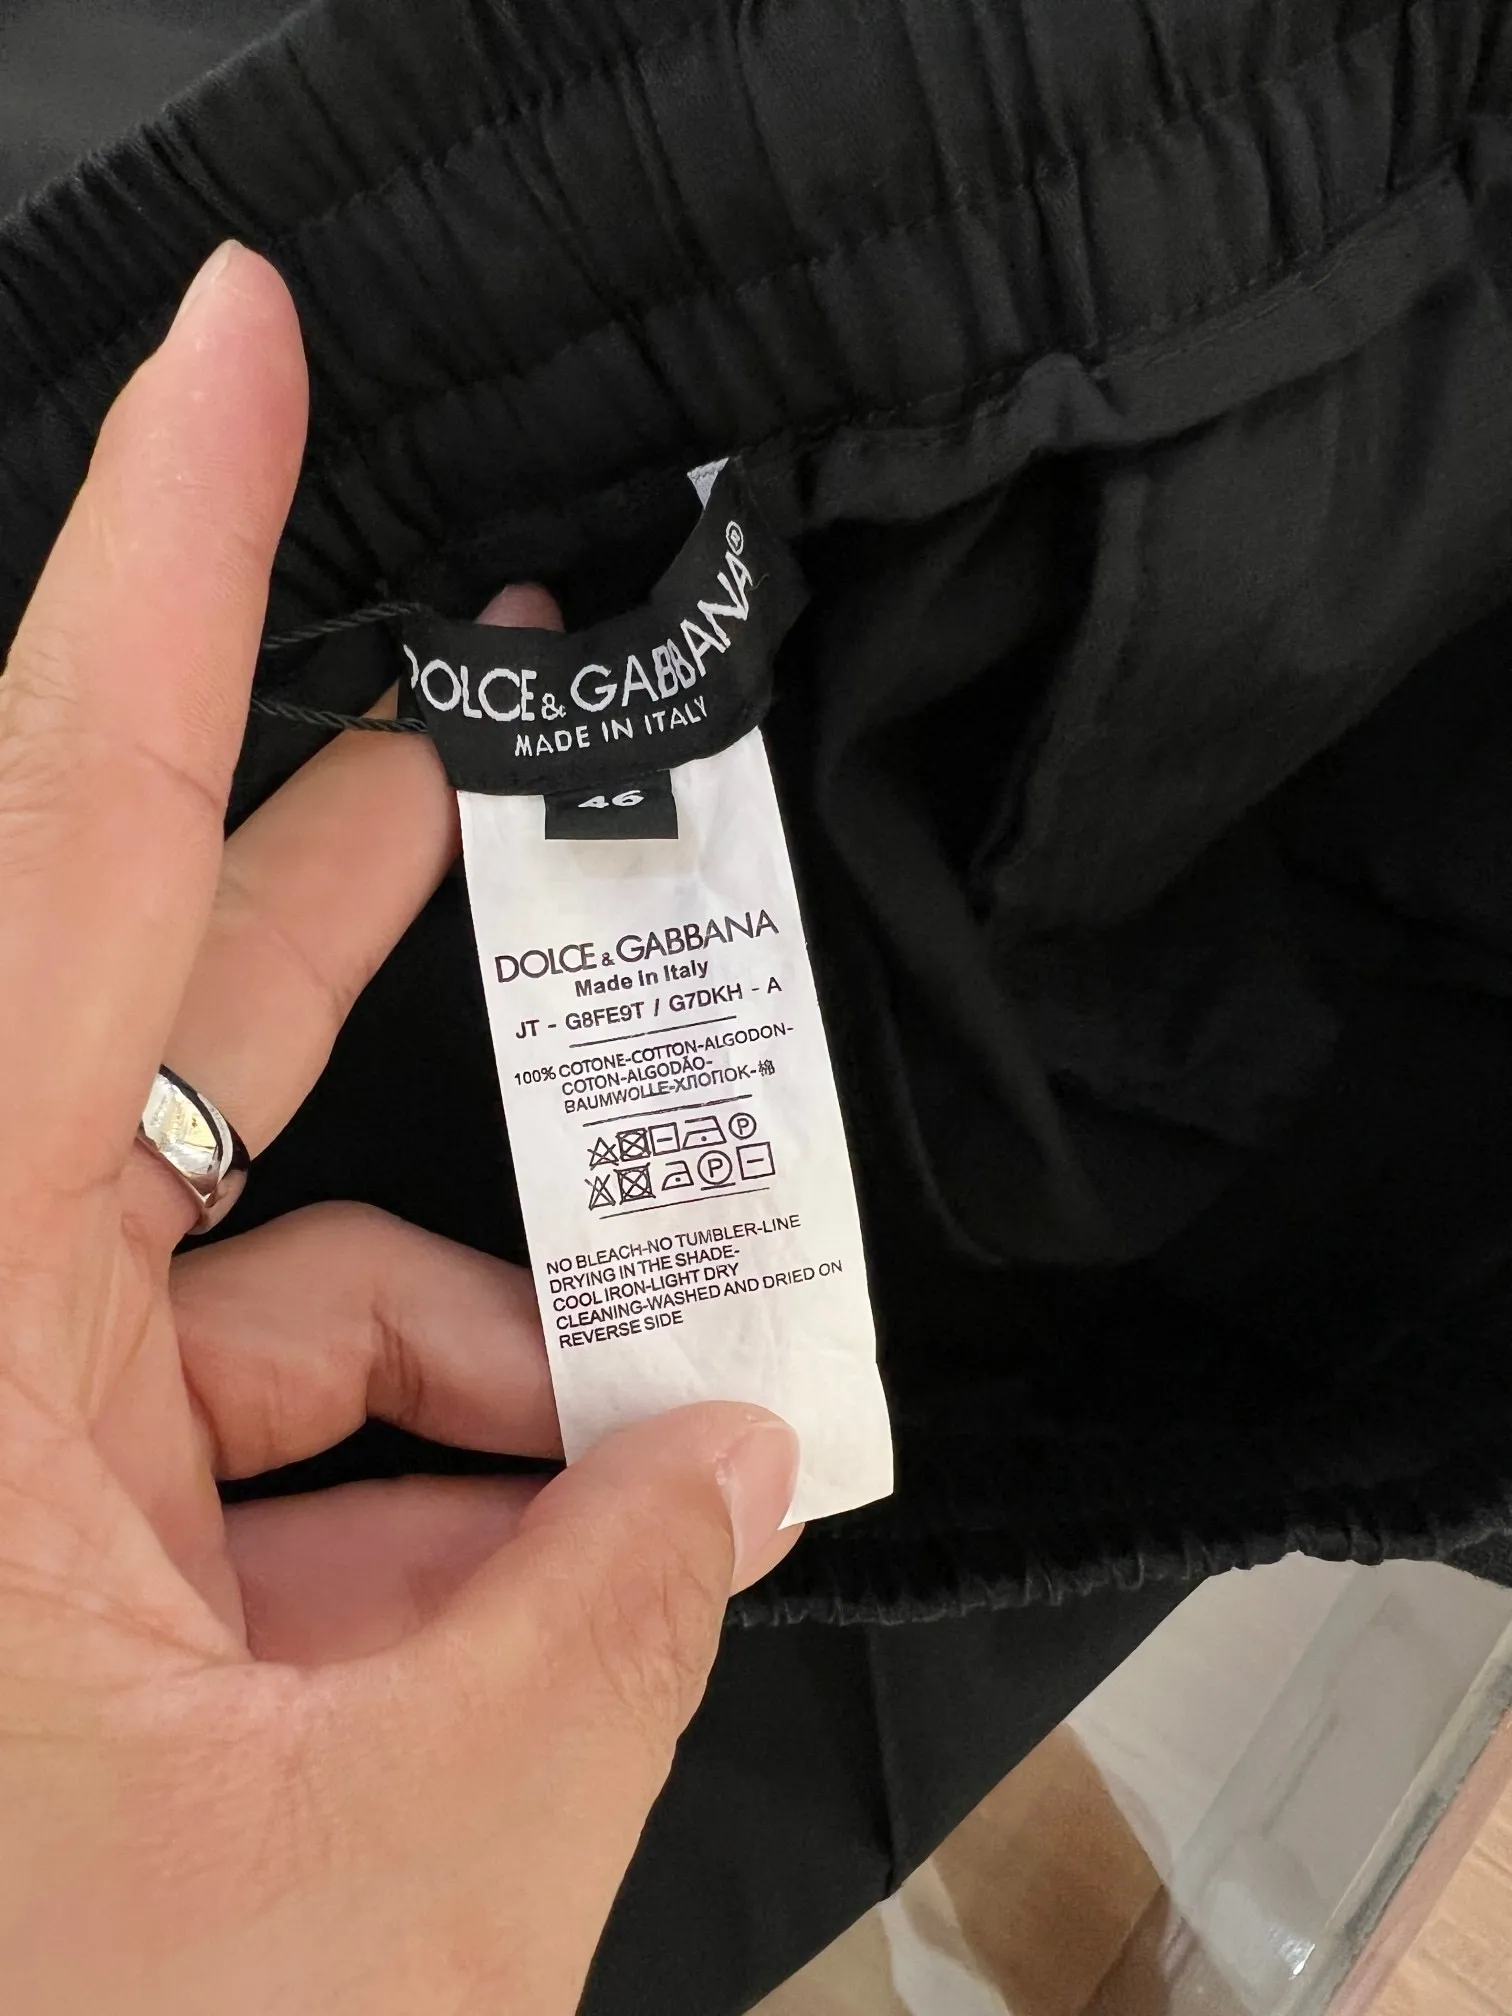 DOLCE & GABBANA®
MADE IN ITALY
46
DOLCE & GABBANA
Made in Italy
JT - G8FE9T / G7DKH - A
100% COTONE-COTTON-ALGODON-
COTON-ALGODÃO-
BAUMWOLLE-ХЛОПОК-棉
P
P
NO BLEACH-NO TUMBLER-LINE
DRYING IN THE SHADE-
COOL IRON-LIGHT DRY
CLEANING-WASHED AND DRIED ON
REVERSE SIDE